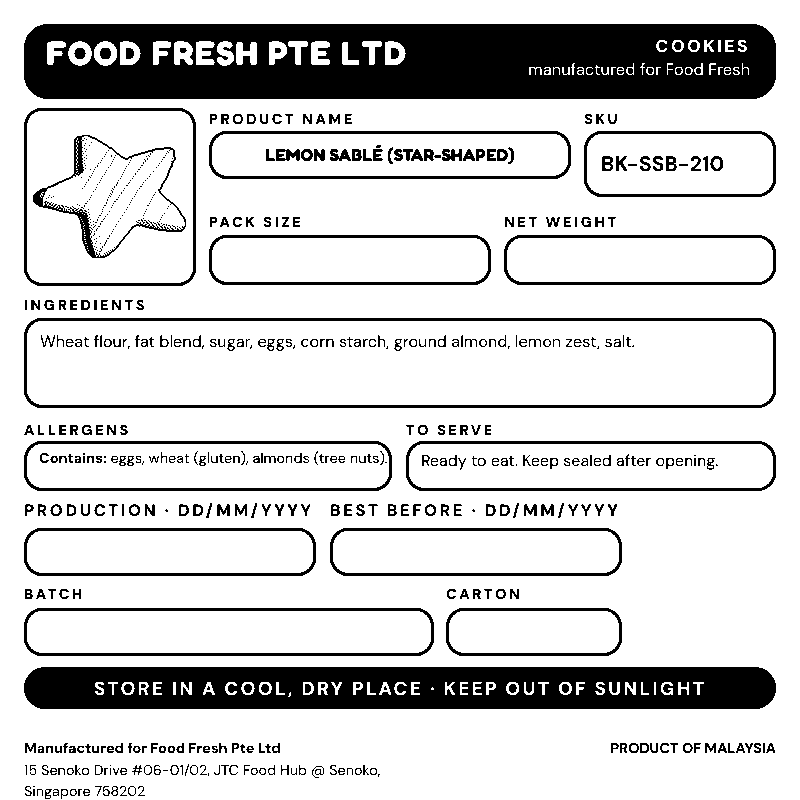 FOOD FRESH PTE LTD
COOKIES
manufactured for Food Fresh
PRODUCT NAME
LEMON SABLÉ (STAR-SHAPED)
SKU
BK-SSB-210
PACK SIZE
NET WEIGHT
INGREDIENTS
Wheat flour, fat blend, sugar, eggs, corn starch, ground almond, lemon zest, salt.
ALLERGENS
Contains: eggs, wheat (gluten), almonds (tree nuts).
TO SERVE
Ready to eat. Keep sealed after opening.
PRODUCTION · DD/MM/YYYY
BEST BEFORE · DD/MM/YYYY
BATCH
CARTON
STORE IN A COOL, DRY PLACE · KEEP OUT OF SUNLIGHT
Manufactured for Food Fresh Pte Ltd
PRODUCT OF MALAYSIA
15 Senoko Drive #06-01/02, JTC Food Hub @ Senoko,
Singapore 758202